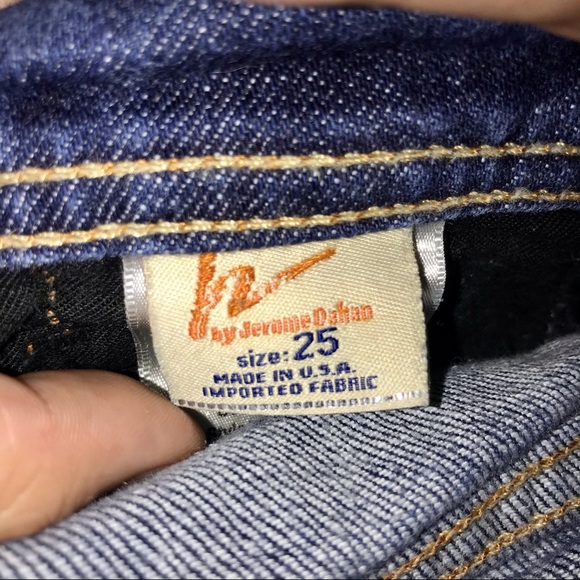 by Jerome Dahan
size: 25
MADE IN U.S.A.
IMPORTED FABRIC